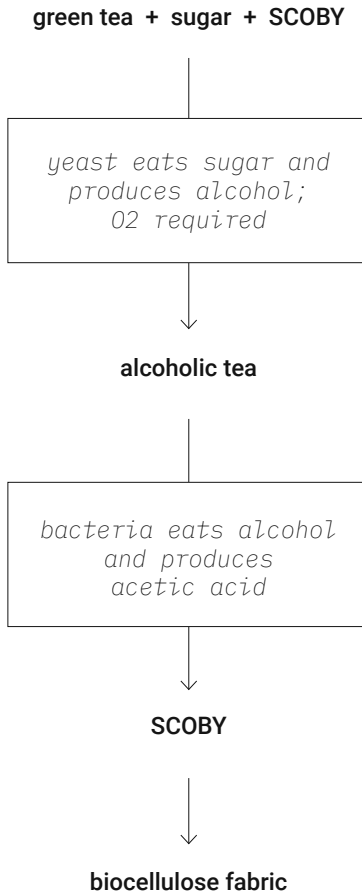 green tea + sugar + SCOBY
yeast eats sugar and
produces alcohol;
O2 required
alcoholic tea
bacteria eats alcohol
and produces
acetic acid
SCOBY
biocellulose fabric